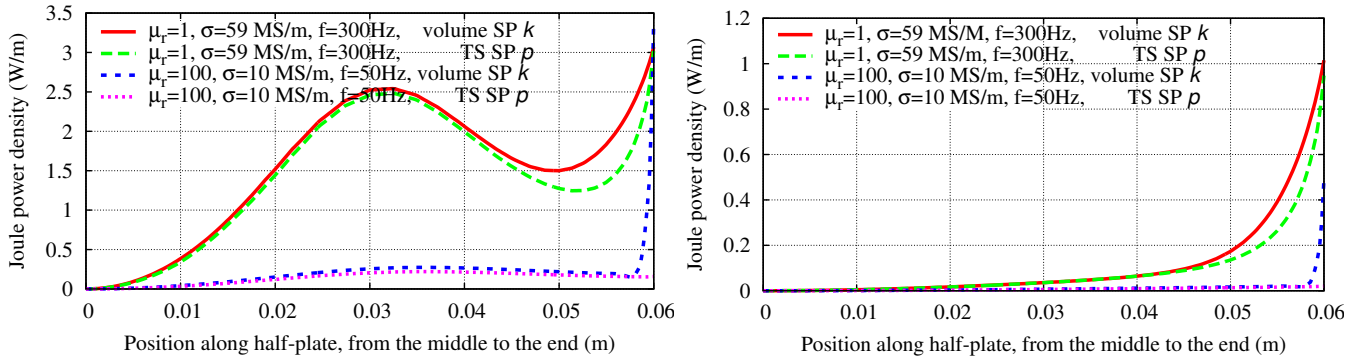 Joule power density (W/m)
3.5
3
2.5
2
1.5
1
0.5
0
μr=1, σ=59 MS/m, f=300Hz, volume SP k
μr=1, σ=59 MS/m, f=300Hz, TS SP p
μr=100, σ=10 MS/m, f=50Hz, volume SP k
μr=100, σ=10 MS/m, f=50Hz, TS SP p
0 0.01 0.02 0.03 0.04 0.05 0.06
Position along half-plate, from the middle to the end (m)
Joule power density (W/m)
1.2
1
0.8
0.6
0.4
0.2
0
μr=1, σ=59 MS/M, f=300Hz, volume SP k
μr=1, σ=59 MS/m, f=300Hz, TS SP p
μr=100, σ=10 MS/m, f=50Hz, volume SP k
μr=100, σ=10 MS/m, f=50Hz, TS SP p
0 0.01 0.02 0.03 0.04 0.05 0.06
Position along half-plate, from the middle to the end (m)